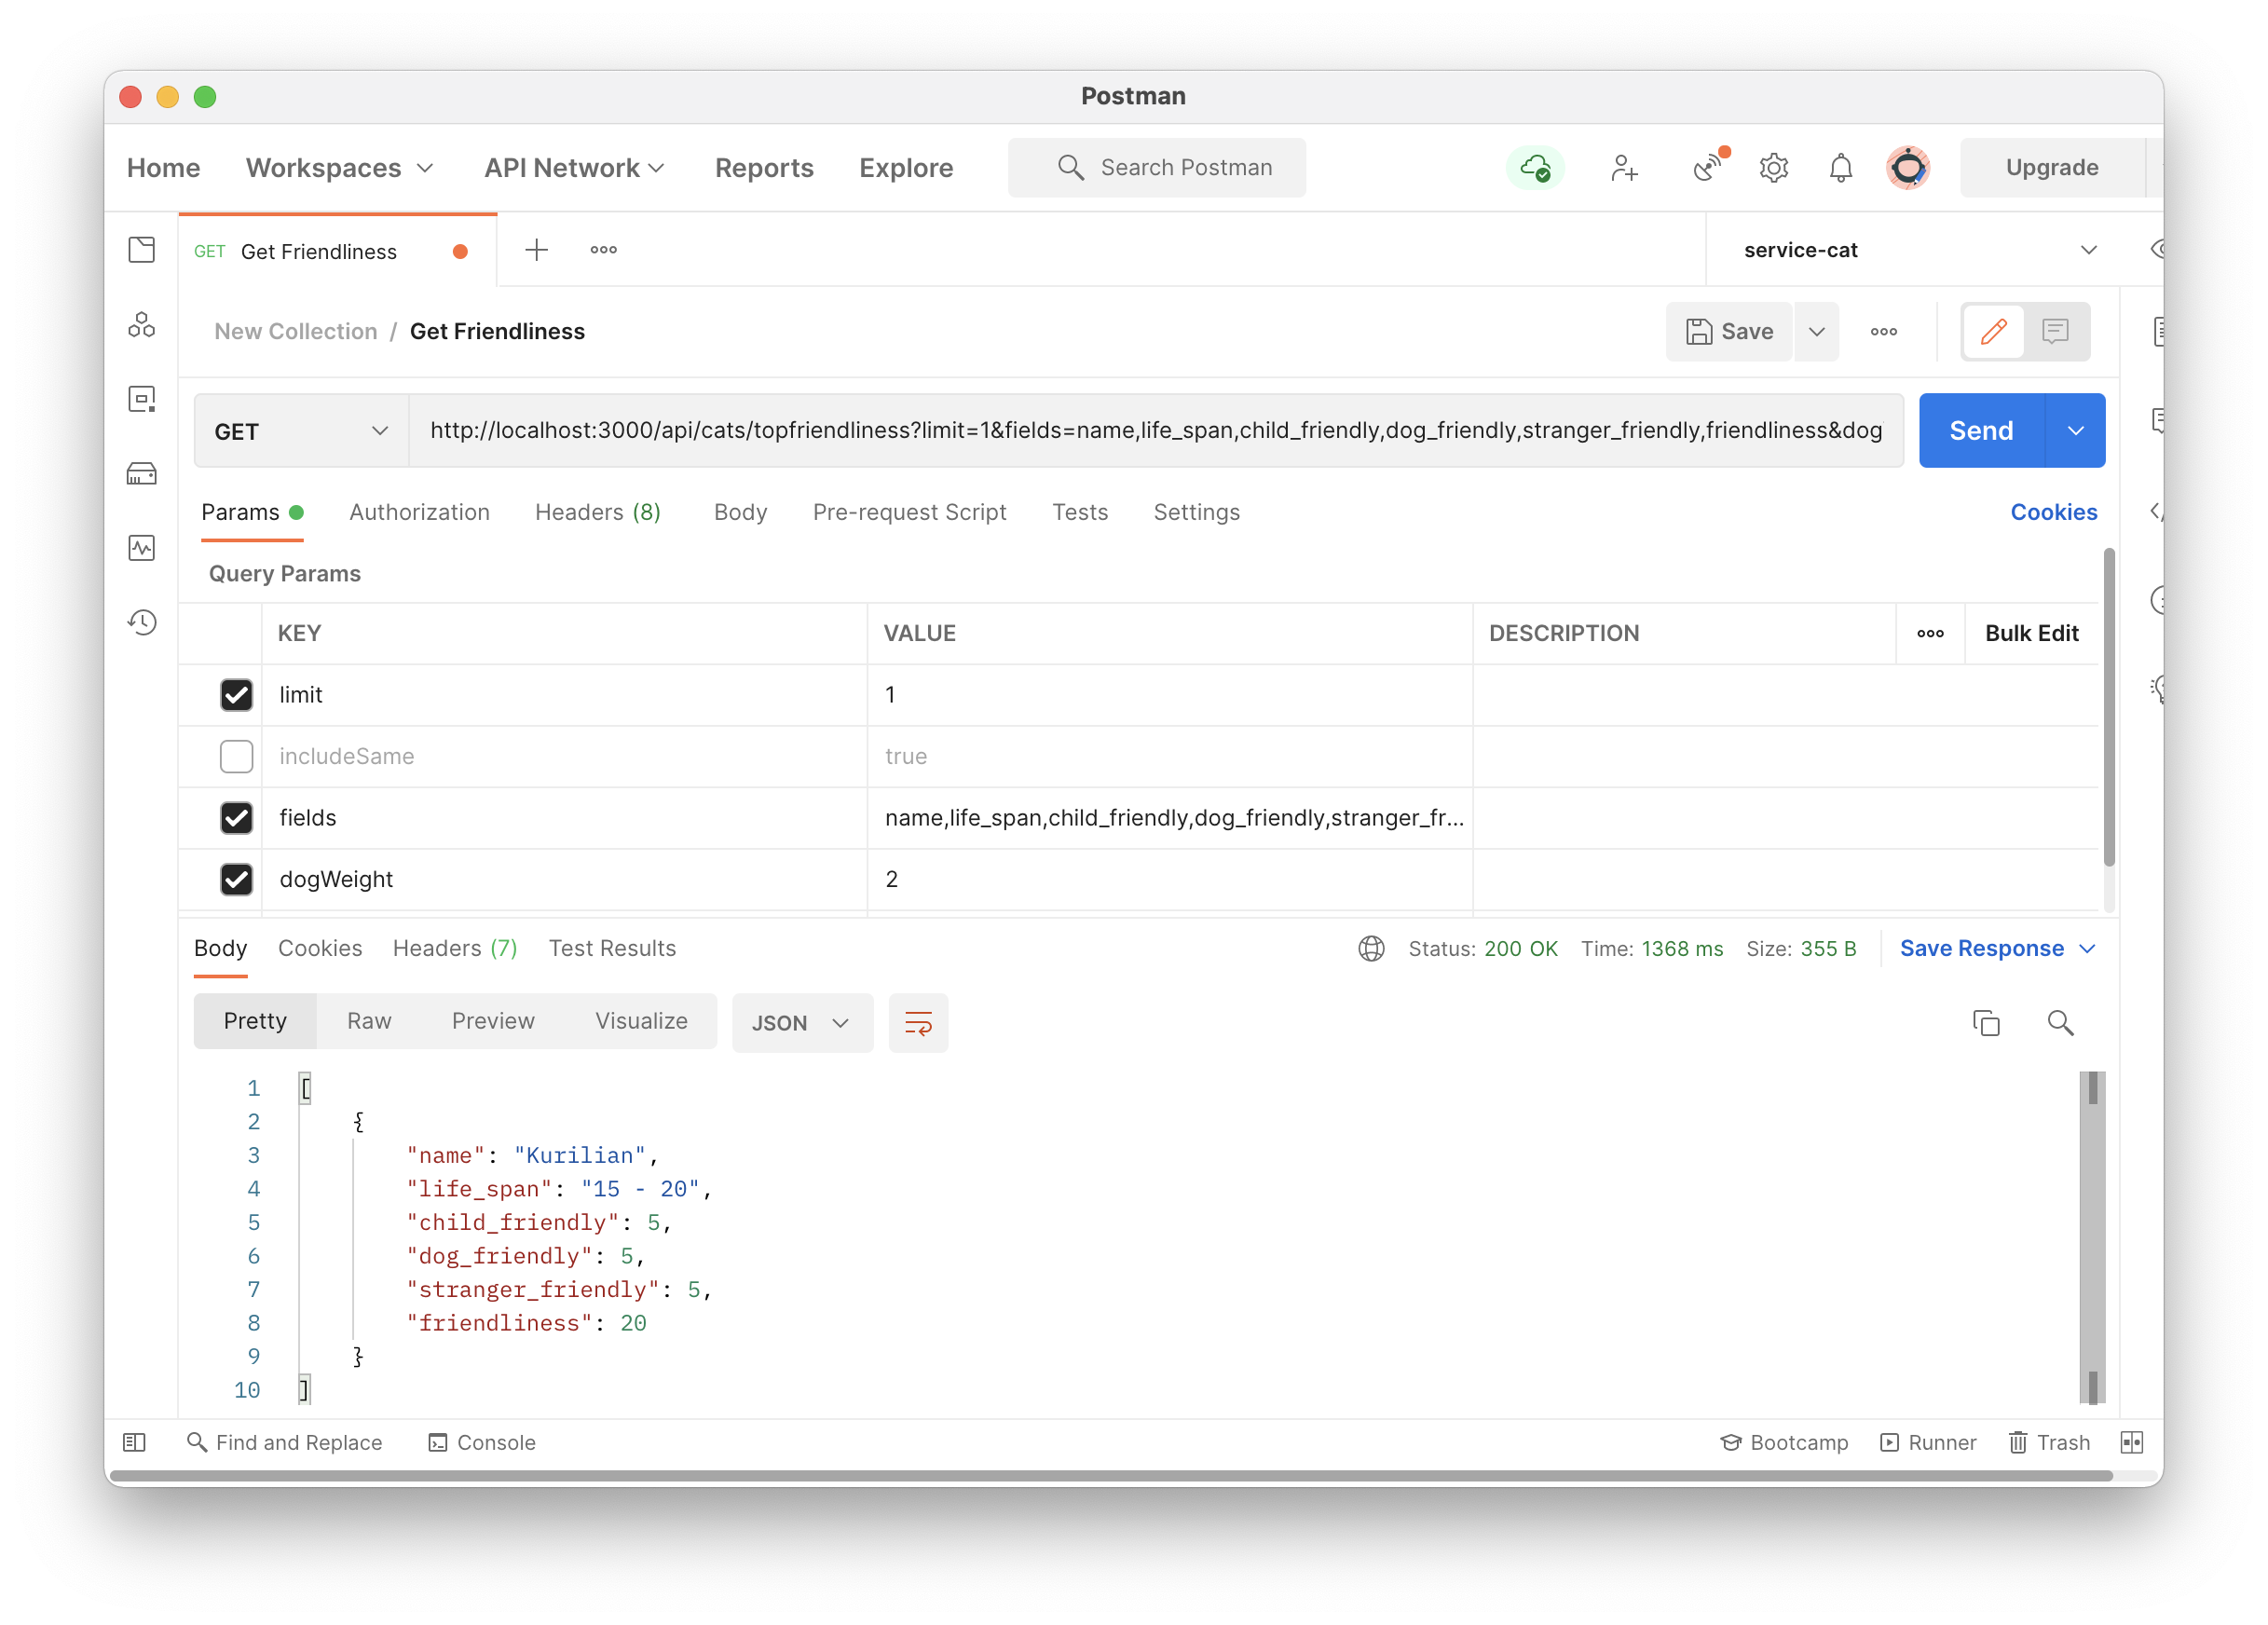 Postman
Home Workspaces API Network Reports Explore Search Postman Upgrade
GET Get Friendliness service-cat
New Collection / Get Friendliness Save
GET http://localhost:3000/api/cats/topfriendliness?limit=1&fields=name,life_span,child_friendly,dog_friendly,stranger_friendly,friendliness&dog Send
Params Authorization Headers (8) Body Pre-request Script Tests Settings Cookies
Query Params
KEY VALUE DESCRIPTION Bulk Edit
limit 1
includeSame true
fields name,life_span,child_friendly,dog_friendly,stranger_fr...
dogWeight 2
Body Cookies Headers (7) Test Results Status: 200 OK Time: 1368 ms Size: 355 B Save Response
Pretty Raw Preview Visualize JSON
1 [
2 {
3 "name": "Kurilian",
4 "life_span": "15 - 20",
5 "child_friendly": 5,
6 "dog_friendly": 5,
7 "stranger_friendly": 5,
8 "friendliness": 20
9 }
10 ]
Find and Replace Console Bootcamp Runner Trash